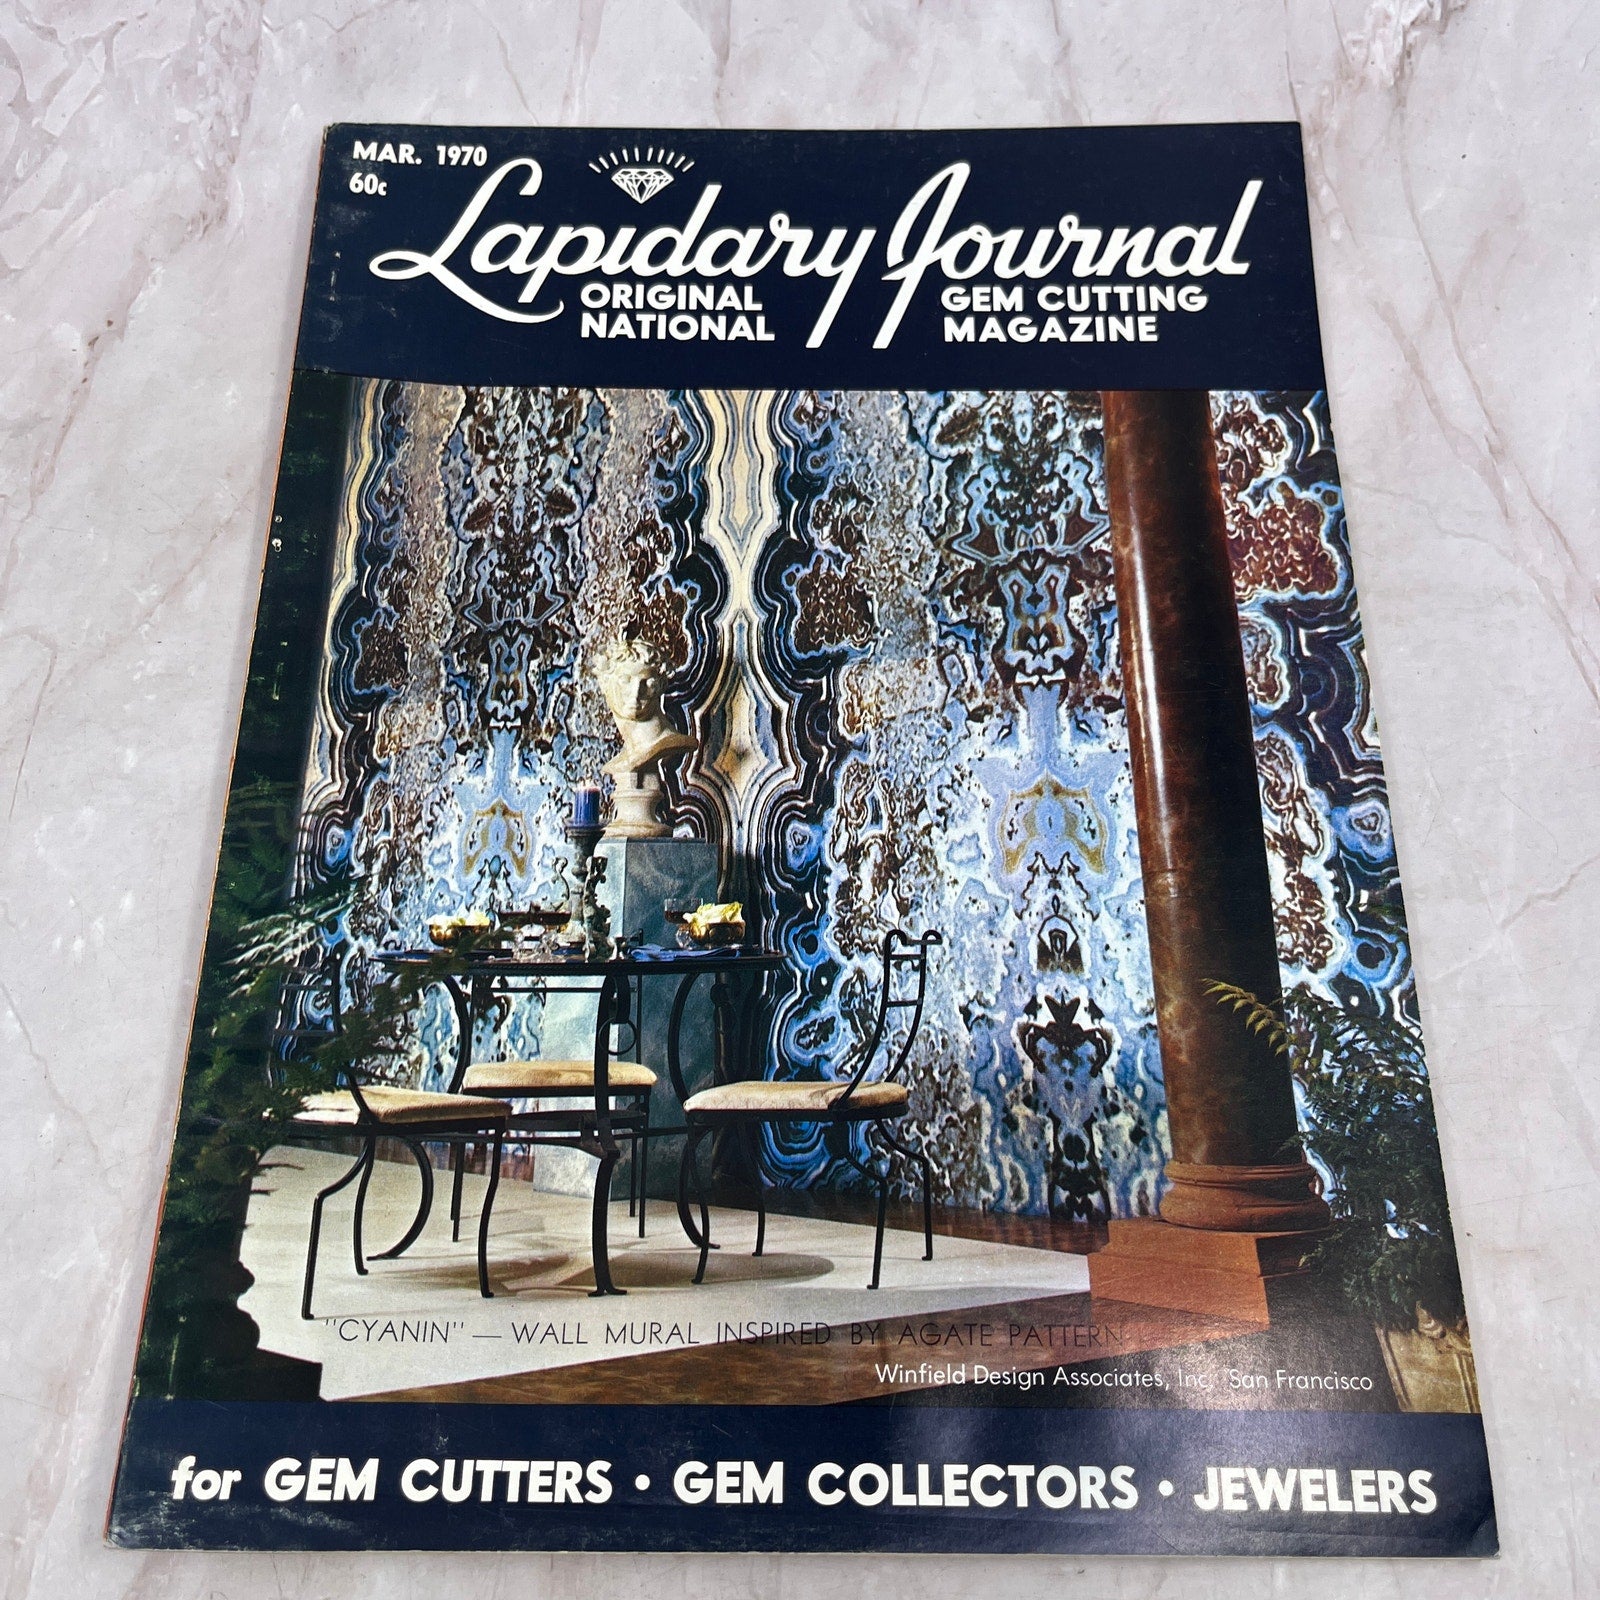 MAR. 1970
60c
Lapidary Journal
ORIGINAL NATIONAL
GEM CUTTING MAGAZINE
"CYANIN" — WALL MURAL INSPIRED BY AGATE PATTERN
Winfield Design Associates, Inc. San Francisco
for GEM CUTTERS • GEM COLLECTORS • JEWELERS